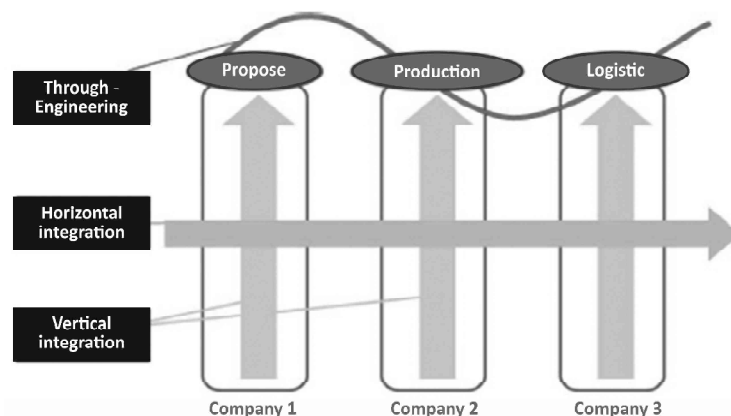 Propose
Production
Logistic
Through -
Engineering
Horizontal
integration
Vertical
integration
Company 1
Company 2
Company 3